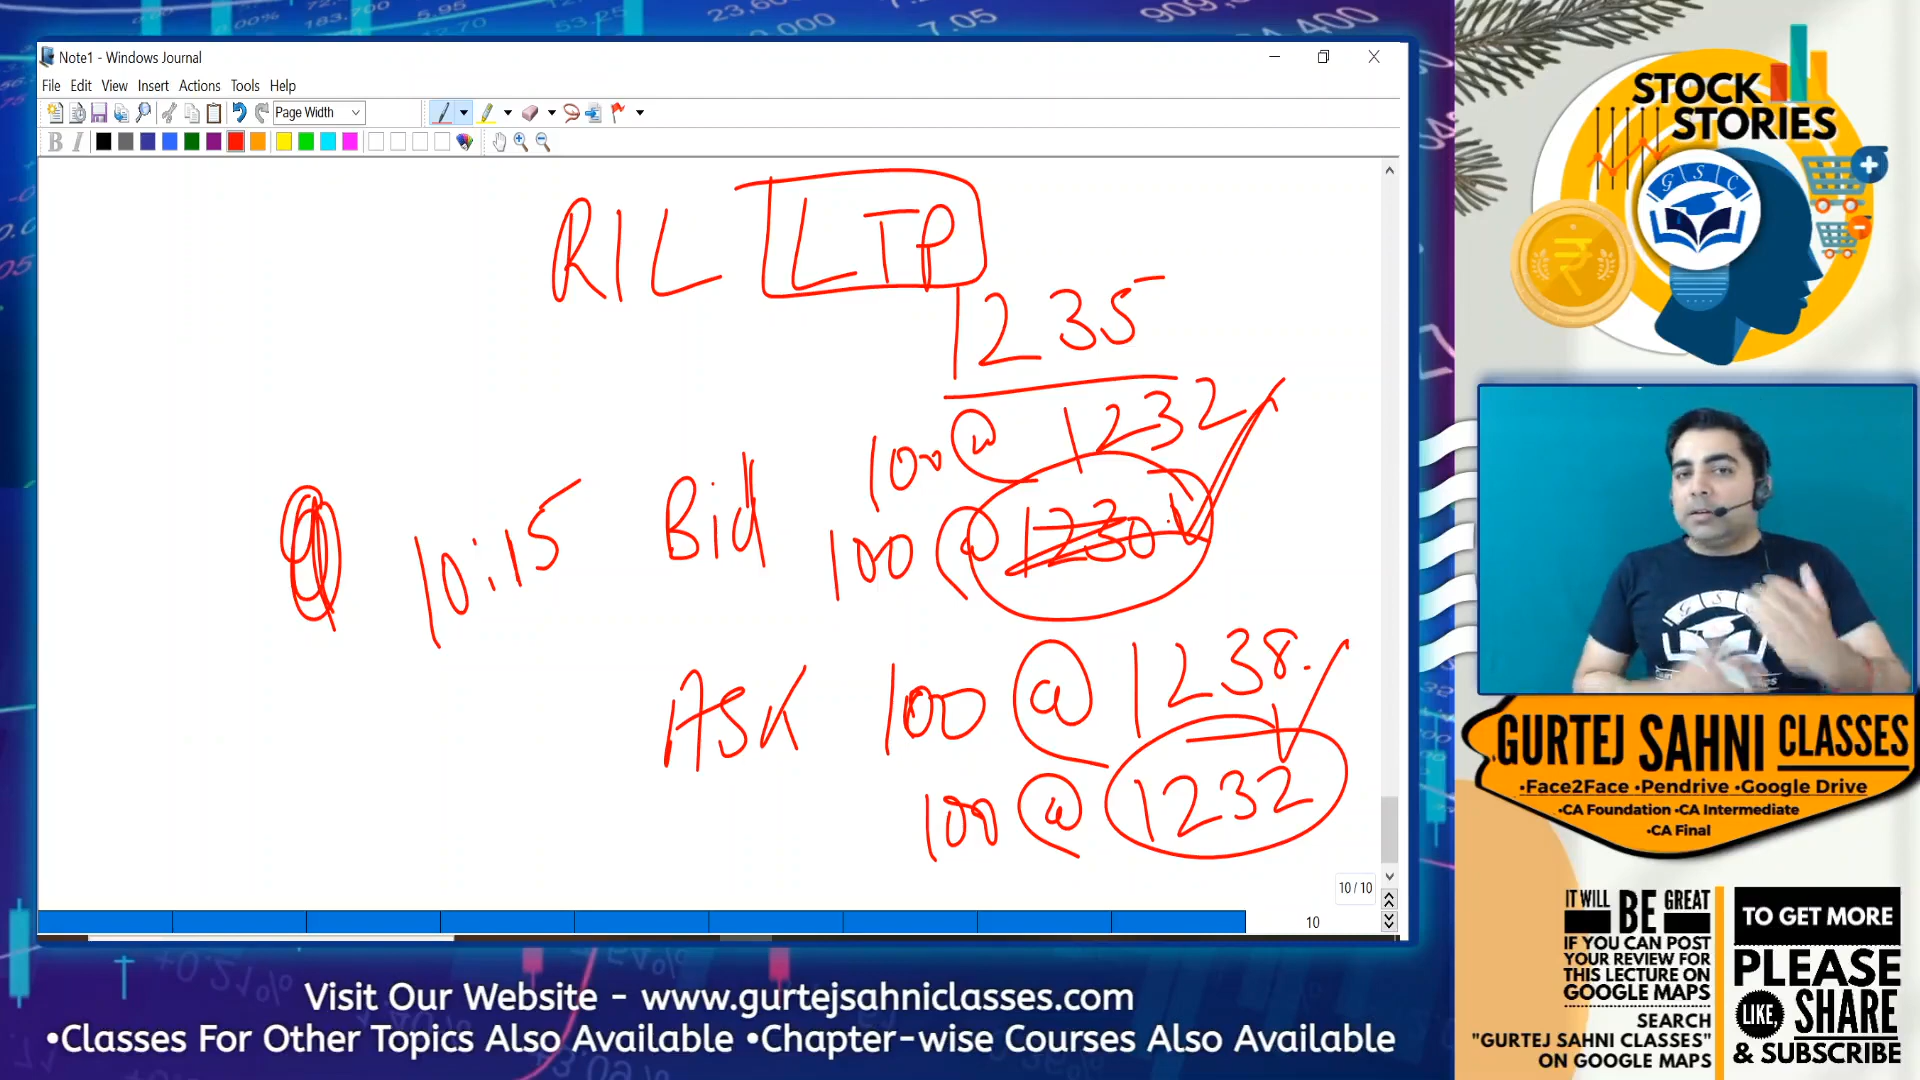 Note1 - Windows Journal
File Edit View Insert Actions Tools Help
Page Width
B I
RIL LTP
1235
100 @ 1232
10:15 Bid 100 @ 1230
ASK 100 @ 1238
100 @ 1232
10 / 10
10
STOCK
STORIES
G S C
GURTEJ SAHNI CLASSES
•Face2Face •Pendrive •Google Drive
•CA Foundation •CA Intermediate
•CA Final
IT WILL BE GREAT
IF YOU CAN POST
YOUR REVIEW FOR
THIS LECTURE ON
GOOGLE MAPS
SEARCH
"GURTEJ SAHNI CLASSES"
ON GOOGLE MAPS
TO GET MORE
PLEASE
LIKE, SHARE
& SUBSCRIBE
Visit Our Website - www.gurtejsahniclasses.com
•Classes For Other Topics Also Available •Chapter-wise Courses Also Available